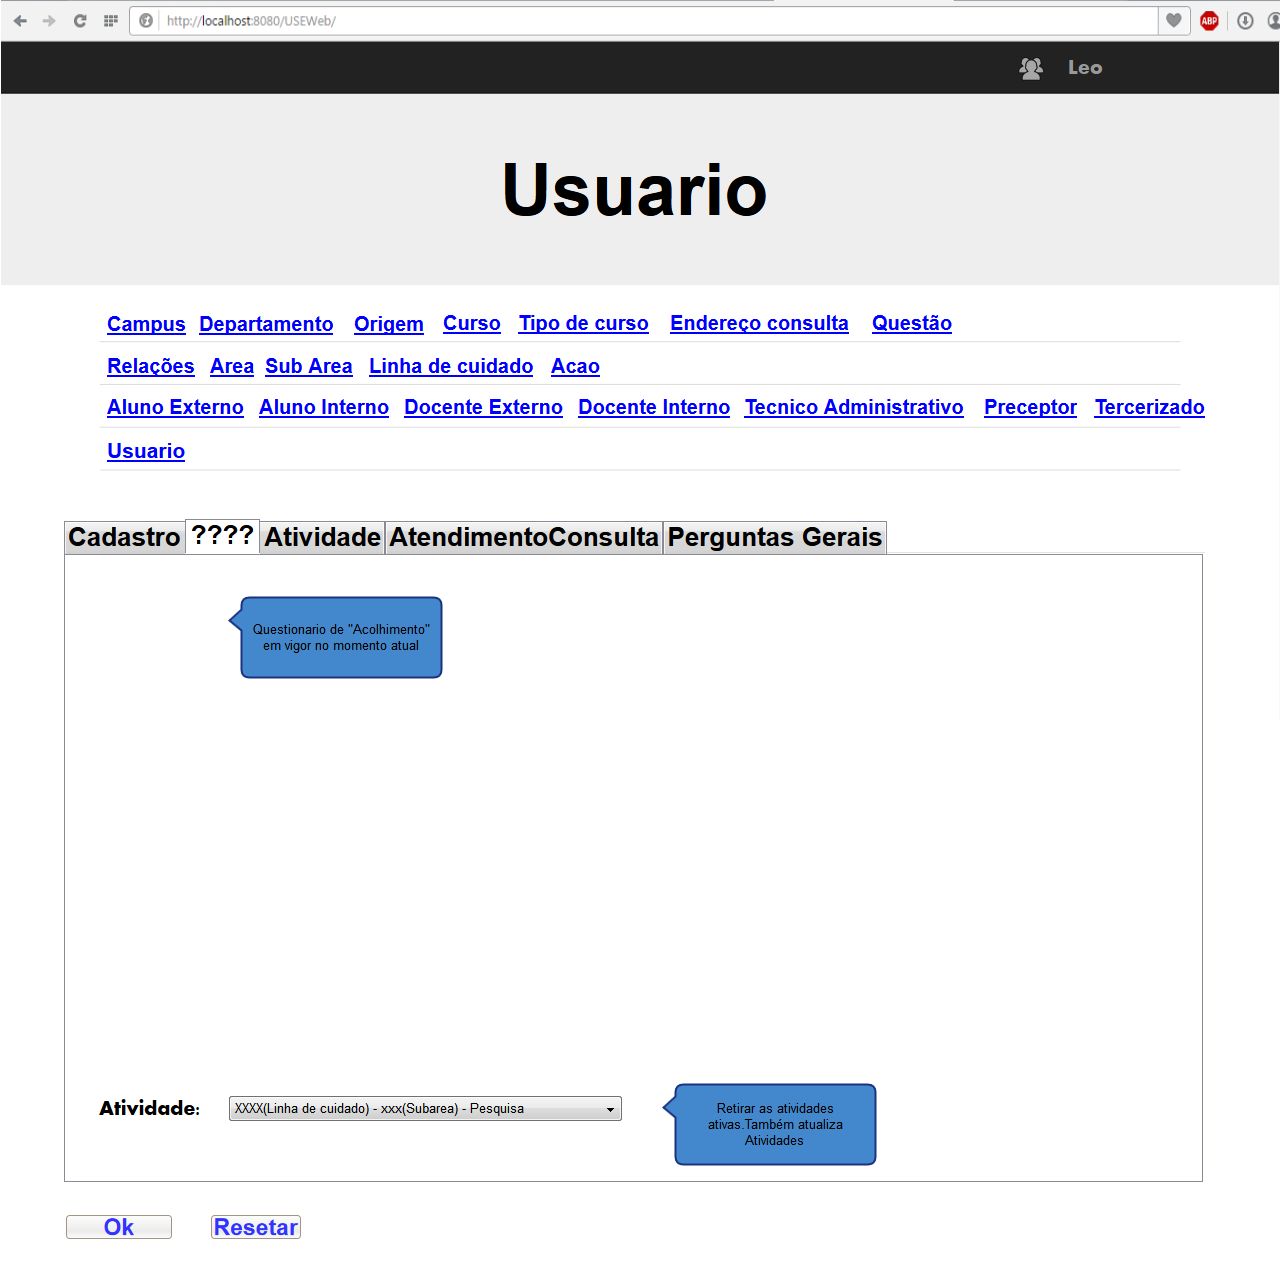 http://localhost:8080/USEWeb/
ABP
Leo
Usuario
Campus Departamento Origem Curso Tipo de curso Endereço consulta Questão
Relações Area Sub Area Linha de cuidado Acao
Aluno Externo Aluno Interno Docente Externo Docente Interno Tecnico Administrativo Preceptor Tercerizado
Usuario
Cadastro ???? Atividade AtendimentoConsulta Perguntas Gerais
Questionario de "Acolhimento"
em vigor no momento atual
Atividade: XXXX(Linha de cuidado) - xxx(Subarea) - Pesquisa
Retirar as atividades
ativas.Também atualiza
Atividades
Ok Resetar